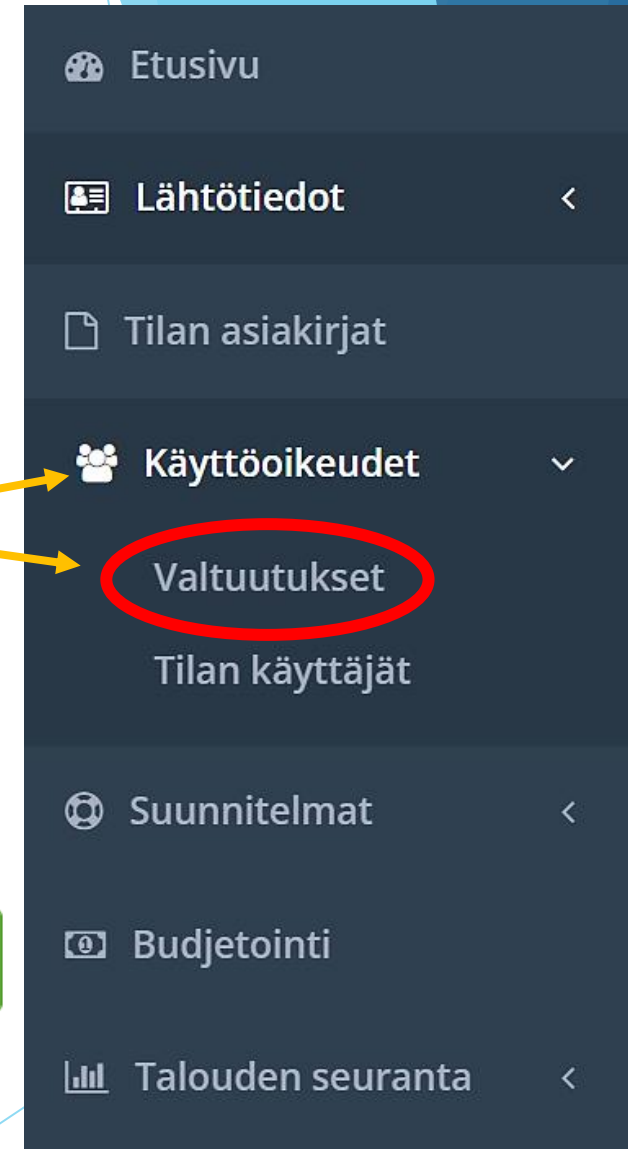 Etusivu
Lähtötiedot
Tilan asiakirjat
Käyttöoikeudet
Valtuutukset
Tilan käyttäjät
Suunnitelmat
Budjetointi
Talouden seuranta